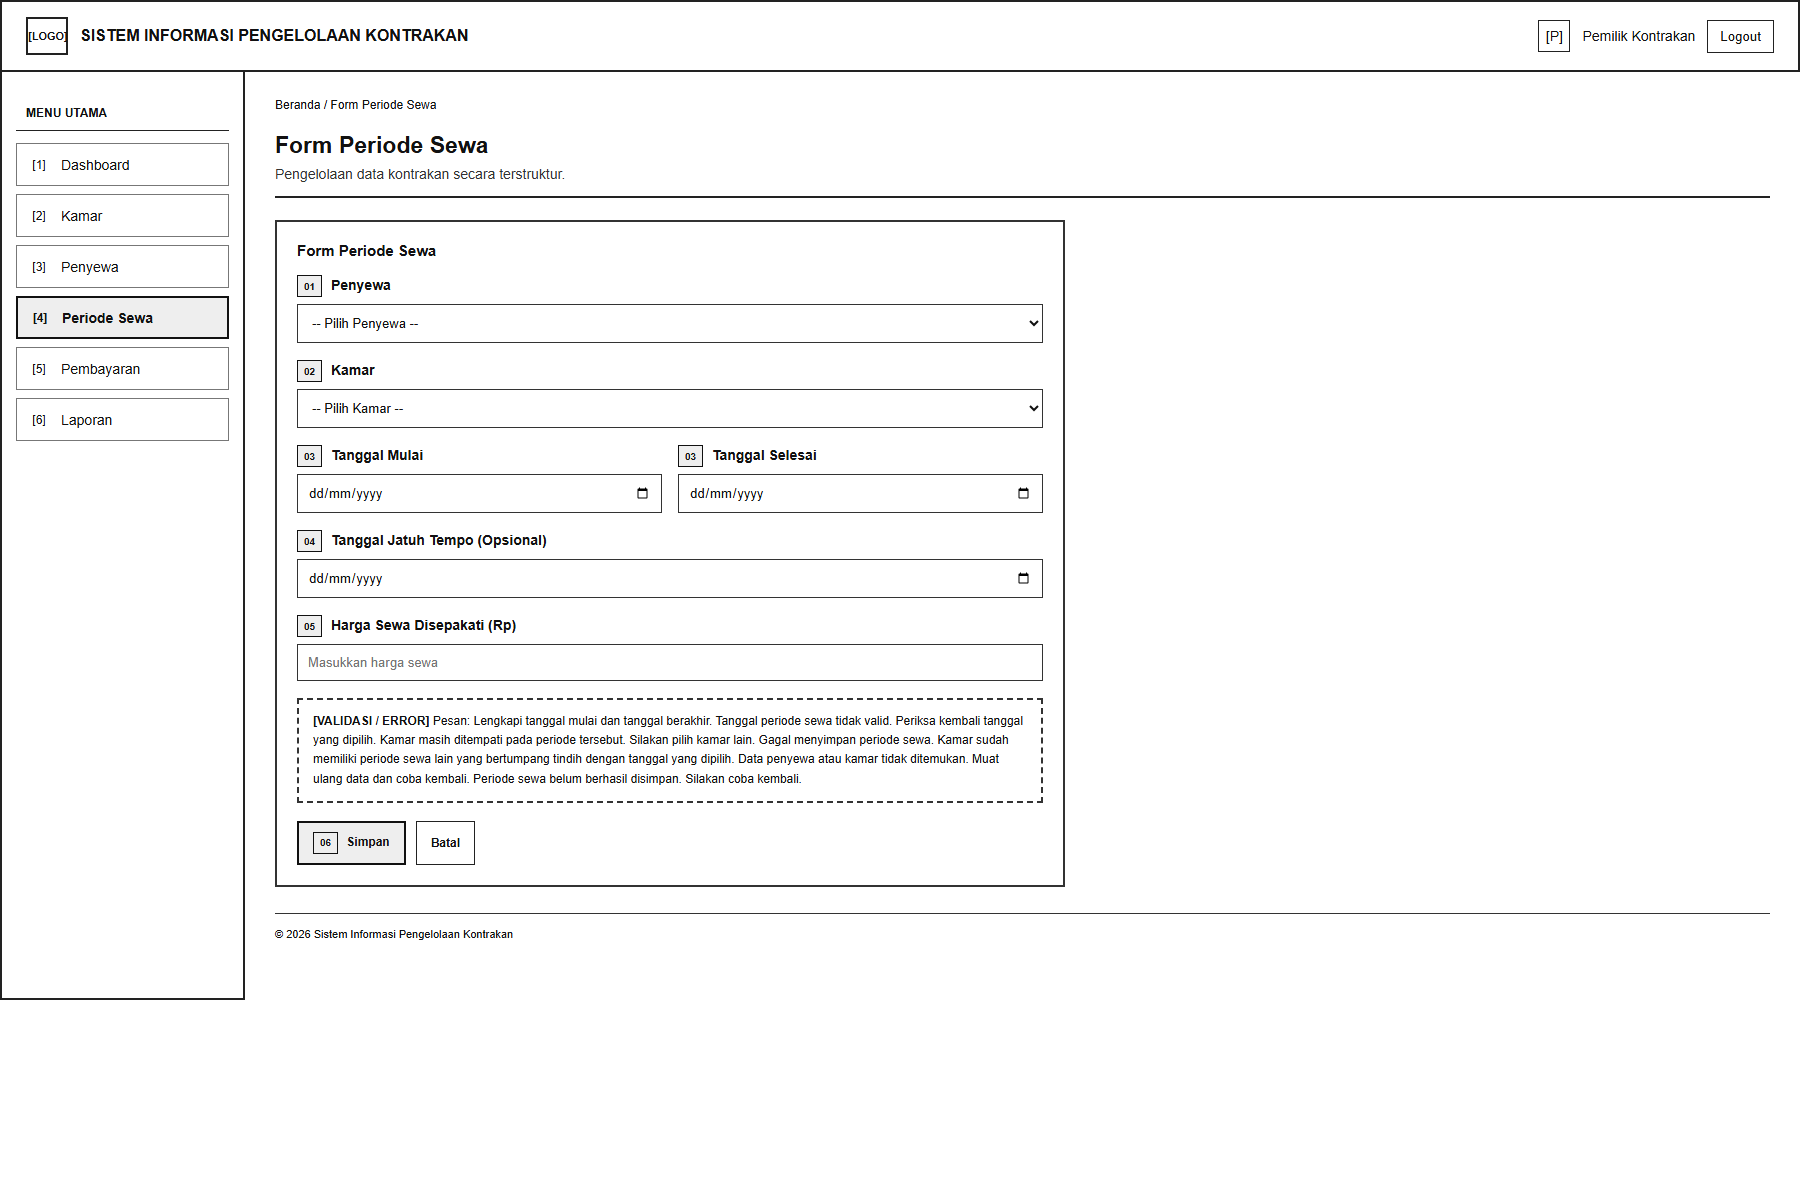 [LOGO] SISTEM INFORMASI PENGELOLAAN KONTRAKAN
[P] Pemilik Kontrakan Logout
MENU UTAMA
[1] Dashboard
[2] Kamar
[3] Penyewa
[4] Periode Sewa
[5] Pembayaran
[6] Laporan
Beranda / Form Periode Sewa
Form Periode Sewa
Pengelolaan data kontrakan secara terstruktur.
Form Periode Sewa
01 Penyewa
-- Pilih Penyewa --
02 Kamar
-- Pilih Kamar --
03 Tanggal Mulai
dd/mm/yyyy
03 Tanggal Selesai
dd/mm/yyyy
04 Tanggal Jatuh Tempo (Opsional)
dd/mm/yyyy
05 Harga Sewa Disepakati (Rp)
Masukkan harga sewa
[VALIDASI / ERROR] Pesan: Lengkapi tanggal mulai dan tanggal berakhir. Tanggal periode sewa tidak valid. Periksa kembali tanggal
yang dipilih. Kamar masih ditempati pada periode tersebut. Silakan pilih kamar lain. Gagal menyimpan periode sewa. Kamar sudah
memiliki periode sewa lain yang bertumpang tindih dengan tanggal yang dipilih. Data penyewa atau kamar tidak ditemukan. Muat
ulang data dan coba kembali. Periode sewa belum berhasil disimpan. Silakan coba kembali.
06 Simpan
Batal
© 2026 Sistem Informasi Pengelolaan Kontrakan